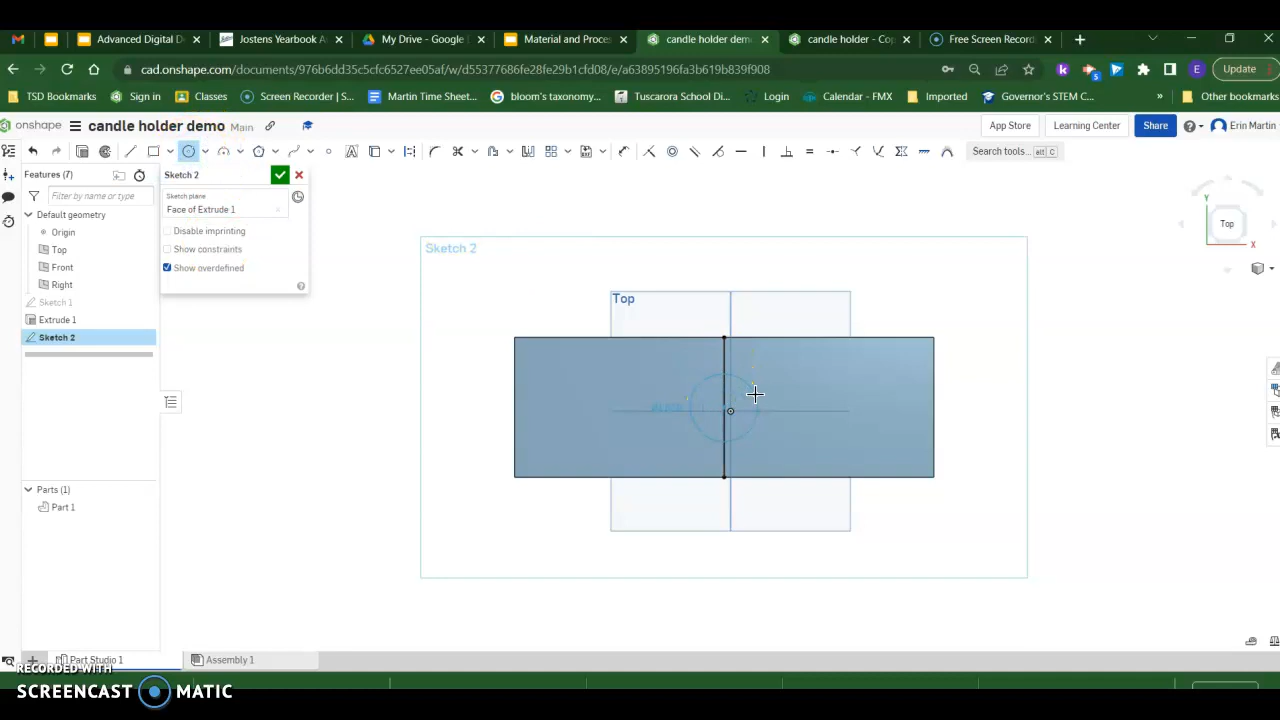 Advanced Digital De
Jostens Yearbook A
My Drive - Google
Material and Proce
candle holder demo
candle holder - Cop
Free Screen Record
cad.onshape.com/documents/976b6dd35c5cfc6527ee05af/w/d55377686fe28fe29b1cfd08/e/a63895196fa3b619b839f908
5
E
Update
TSD Bookmarks
Sign in
Classes
Screen Recorder | S...
Martin Time Sheet...
bloom's taxonomy...
Tuscarora School Di...
Login
Calendar - FMX
Imported
Governor's STEM C...
»
Other bookmarks
onshape
candle holder demo
Main
App Store
Learning Center
Share
Erin Martin
Search tools...
alt C
Features (7)
Filter by name or type
Default geometry
Origin
Top
Front
Right
Sketch 1
Extrude 1
Sketch 2
Parts (1)
Part 1
Sketch 2
Sketch plane
Face of Extrude 1
Disable imprinting
Show constraints
Show overdefined
Sketch 2
Top
Y
Top
X
Part Studio 1
Assembly 1
RECORDED WITH
SCREENCAST MATIC